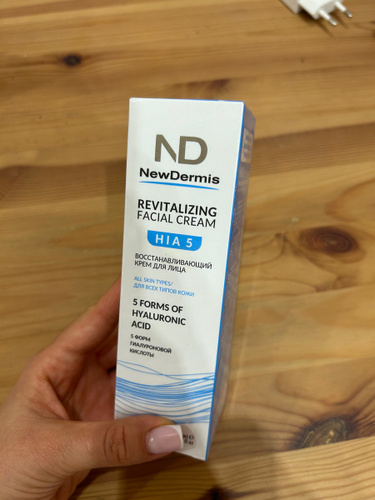 ND
NewDermis
REVITALIZING
FACIAL CREAM
HIA 5
ВОССТАНАВЛИВАЮЩИЙ
КРЕМ ДЛЯ ЛИЦА
ALL SKIN TYPES/
ДЛЯ ВСЕХ ТИПОВ КОЖИ
5 FORMS OF
HYALURONIC
ACID
5 ФОРМ
ГИАЛУРОНОВОЙ
КИСЛОТЫ